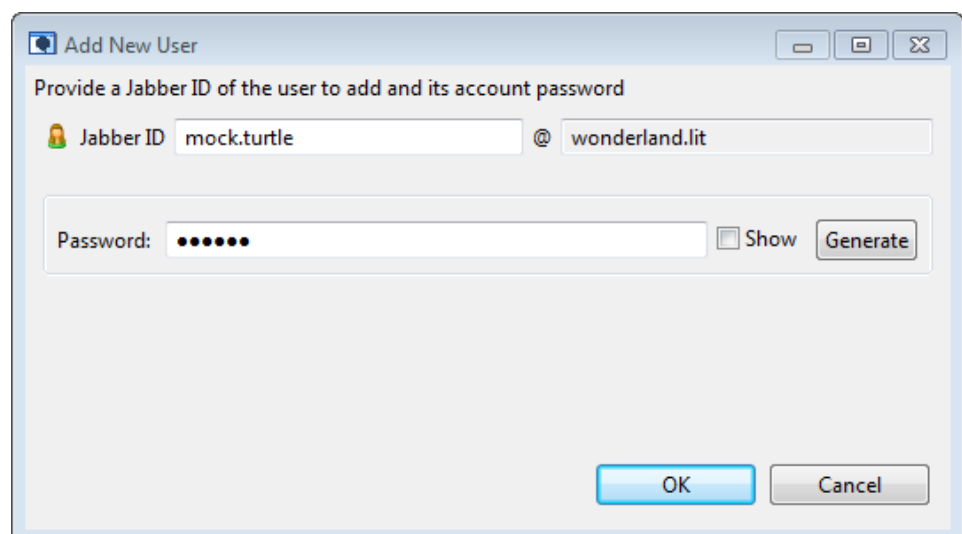 Add New User
Provide a Jabber ID of the user to add and its account password
Jabber ID mock.turtle @ wonderland.lit
Password: ●●●●●● Show Generate
OK Cancel